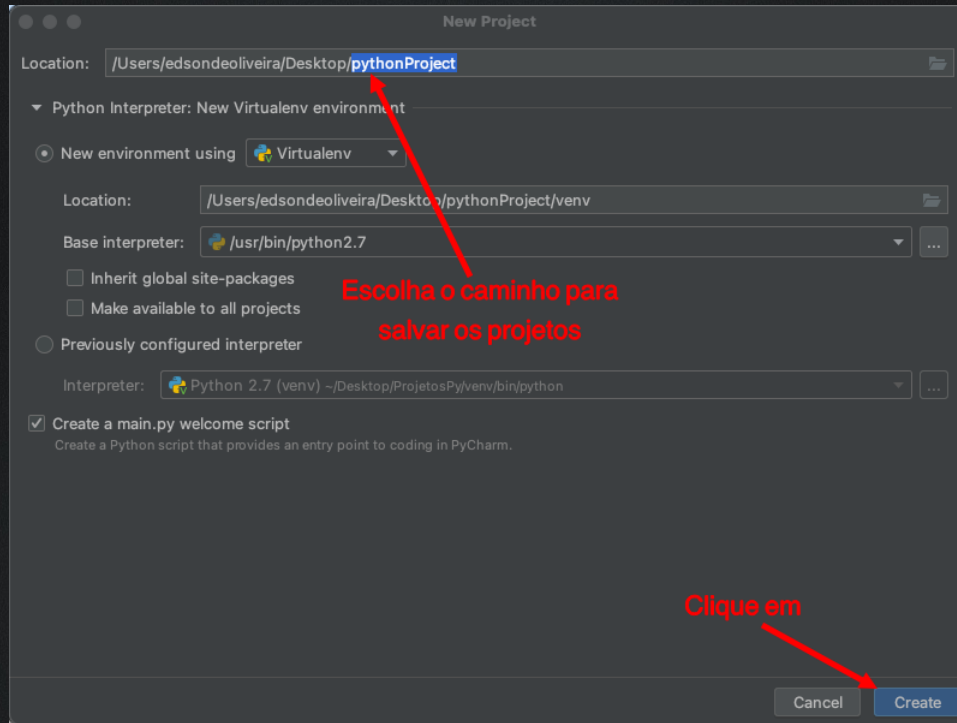 New Project
Location: /Users/edsondeoliveira/Desktop/pythonProject
Python Interpreter: New Virtualenv environment
New environment using Virtualenv
Location: /Users/edsondeoliveira/Desktop/pythonProject/venv
Base interpreter: /usr/bin/python2.7 ...
Inherit global site-packages
Escolha o caminho para
Make available to all projects
salvar os projetos
Previously configured interpreter
Interpreter: Python 2.7 (venv) ~/Desktop/ProjetosPy/venv/bin/python ...
Create a main.py welcome script
Create a Python script that provides an entry point to coding in PyCharm.
Clique em
Cancel Create